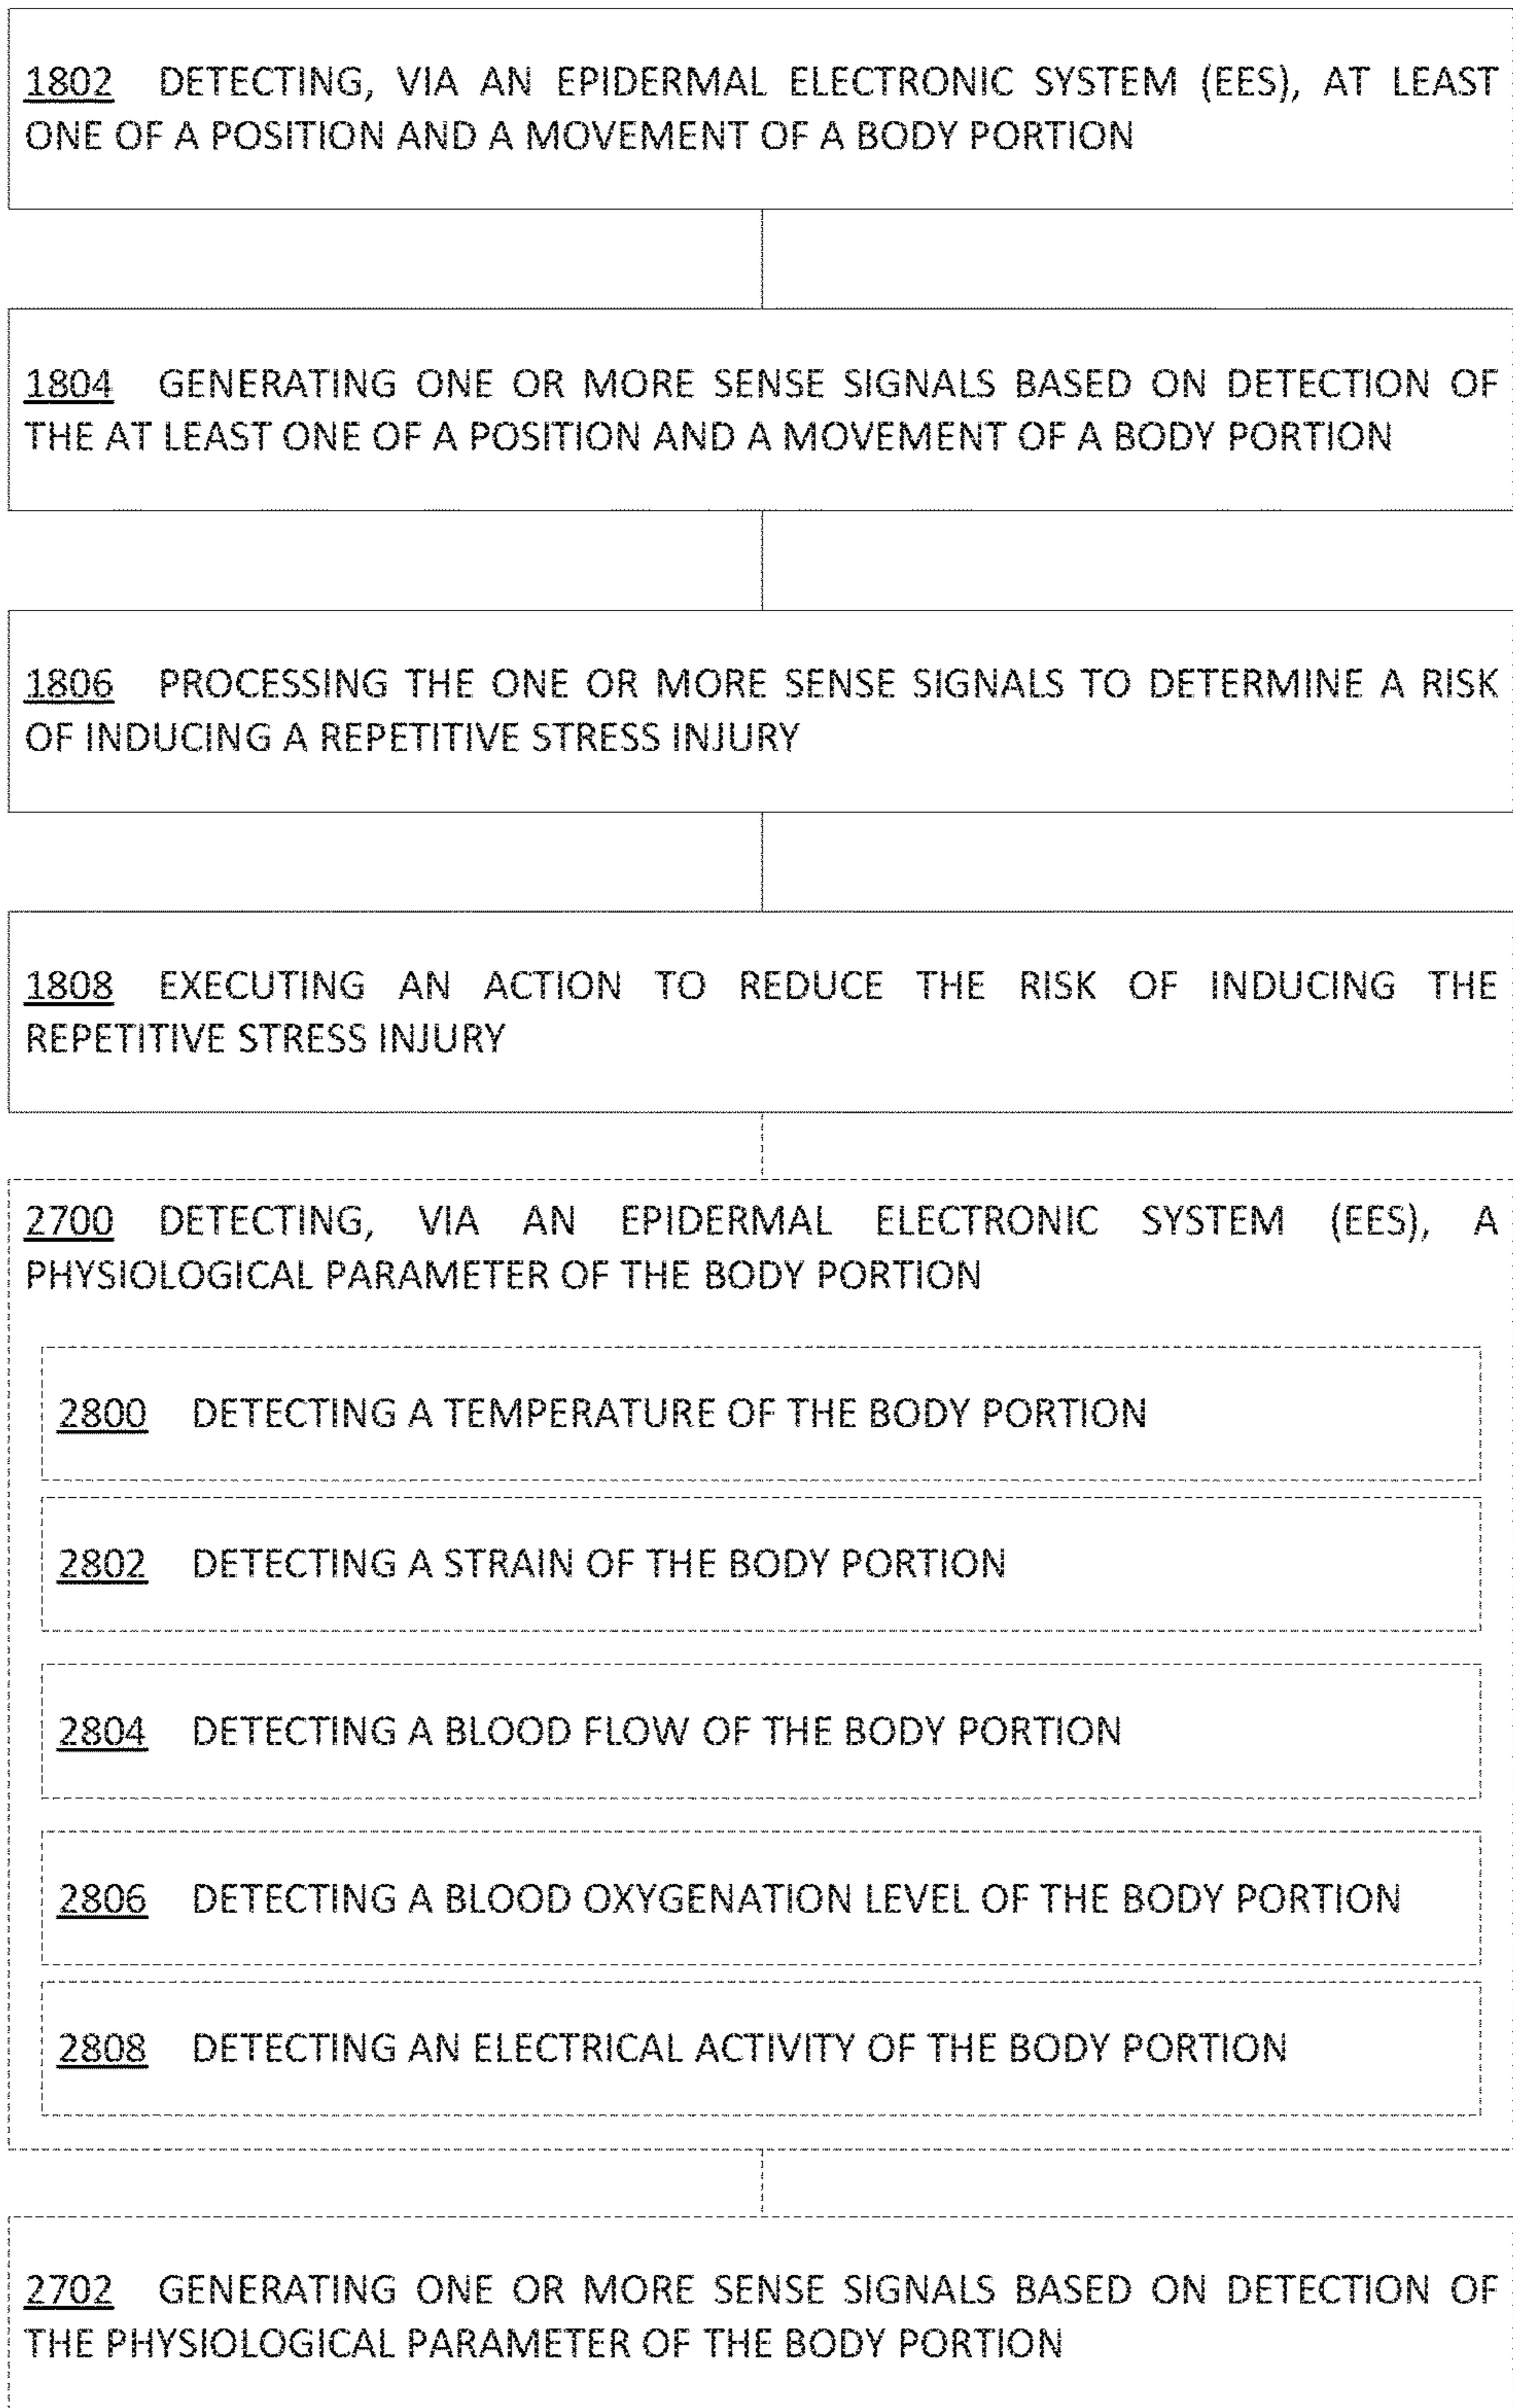 1802 DETECTING, VIA AN EPIDERMAL ELECTRONIC SYSTEM (EES), AT LEAST
ONE OF A POSITION AND A MOVEMENT OF A BODY PORTION
1804 GENERATING ONE OR MORE SENSE SIGNALS BASED ON DETECTION OF
THE AT LEAST ONE OF A POSITION AND A MOVEMENT OF A BODY PORTION
1806 PROCESSING THE ONE OR MORE SENSE SIGNALS TO DETERMINE A RISK
OF INDUCING A REPETITIVE STRESS INJURY
1808 EXECUTING AN ACTION TO REDUCE THE RISK OF INDUCING THE
REPETITIVE STRESS INJURY
2700 DETECTING, VIA AN EPIDERMAL ELECTRONIC SYSTEM (EES), A
PHYSIOLOGICAL PARAMETER OF THE BODY PORTION
2800 DETECTING A TEMPERATURE OF THE BODY PORTION
2802 DETECTING A STRAIN OF THE BODY PORTION
2804 DETECTING A BLOOD FLOW OF THE BODY PORTION
2806 DETECTING A BLOOD OXYGENATION LEVEL OF THE BODY PORTION
2808 DETECTING AN ELECTRICAL ACTIVITY OF THE BODY PORTION
2702 GENERATING ONE OR MORE SENSE SIGNALS BASED ON DETECTION OF
THE PHYSIOLOGICAL PARAMETER OF THE BODY PORTION